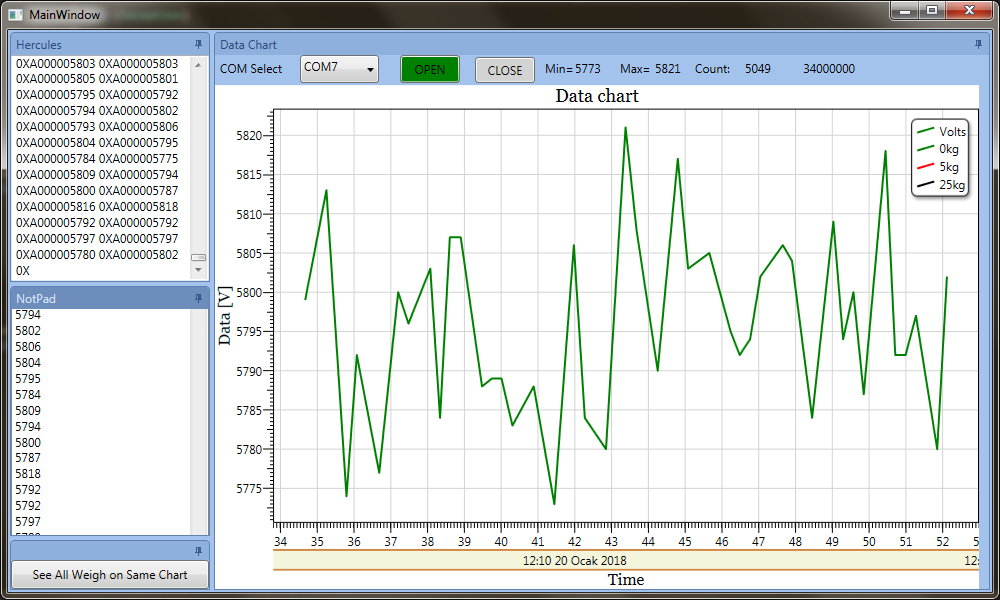 MainWindow
Hercules
0XA000005803 0XA000005803
0XA000005805 0XA000005801
0XA000005795 0XA000005792
0XA000005794 0XA000005802
0XA000005793 0XA000005806
0XA000005804 0XA000005795
0XA000005784 0XA000005775
0XA000005809 0XA000005794
0XA000005800 0XA000005787
0XA000005816 0XA000005818
0XA000005792 0XA000005792
0XA000005797 0XA000005797
0XA000005780 0XA000005802
0X
NotPad
5794
5802
5806
5804
5795
5784
5809
5794
5800
5787
5818
5792
5792
5797
See All Weigh on Same Chart
Data Chart
COM Select COM7 OPEN CLOSE Min= 5773 Max= 5821 Count: 5049 34000000
Data chart
Volts
0kg
5kg
25kg
Data [V]
5820
5815
5810
5805
5800
5795
5790
5785
5780
5775
34 35 36 37 38 39 40 41 42 43 44 45 46 47 48 49 50 51 52 5
12:10 20 Ocak 2018 12:
Time